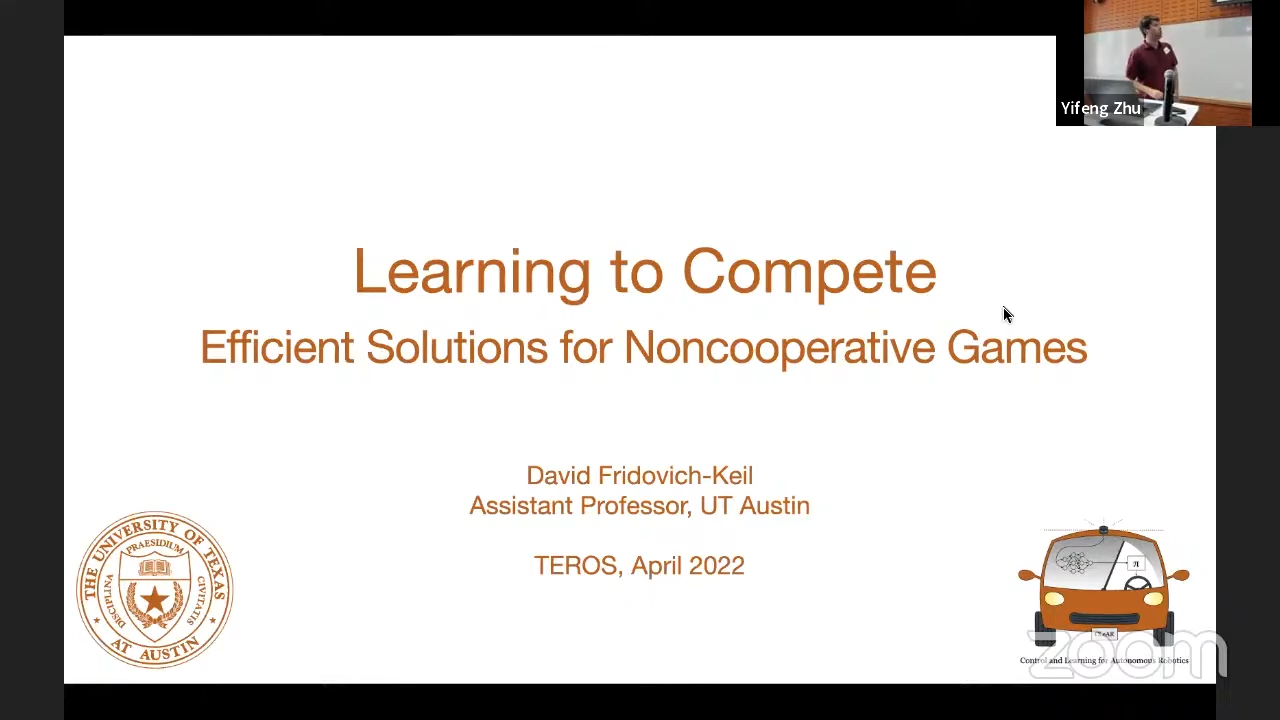 Yifeng Zhu
Learning to Compete
Efficient Solutions for Noncooperative Games
David Fridovich-Keil
Assistant Professor, UT Austin
TEROS, April 2022
THE UNIVERSITY OF TEXAS
AT AUSTIN
PRAESIDIUM
DISCIPLINA
CIVITATIS
π
CLeAR
Control and Learning for Autonomous Robotics
zoom